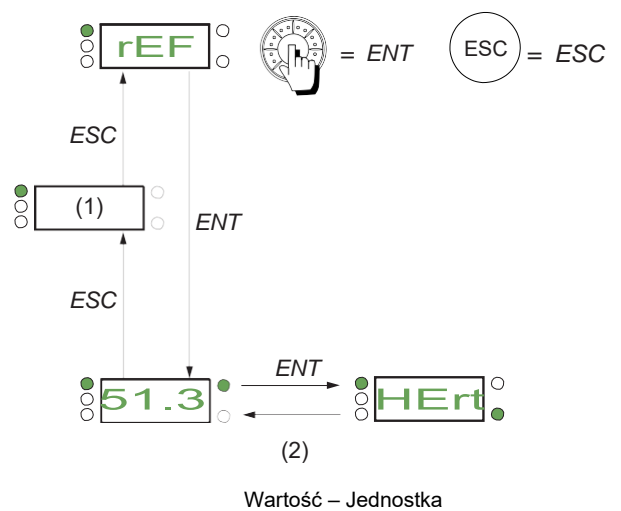 rEF
= ENT
ESC
= ESC
ESC
(1)
ENT
ESC
ENT
51.3
HErt
(2)
Wartość – Jednostka